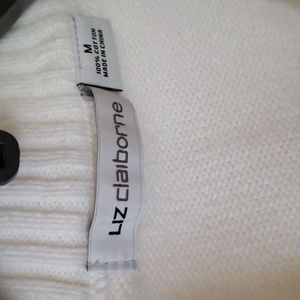 M
100% COTTON
MADE IN CHINA
LIZ claiborne